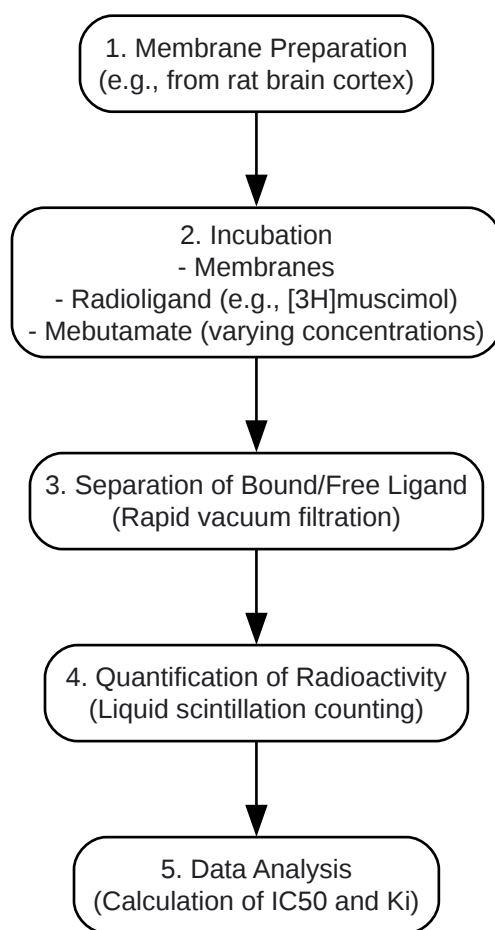 1. Membrane Preparation
(e.g., from rat brain cortex)
2. Incubation
- Membranes
- Radioligand (e.g., [3H]muscimol)
- Mebutamate (varying concentrations)
3. Separation of Bound/Free Ligand
(Rapid vacuum filtration)
4. Quantification of Radioactivity
(Liquid scintillation counting)
5. Data Analysis
(Calculation of IC50 and Ki)